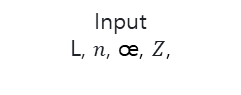 Input
L, n, œ, Z,